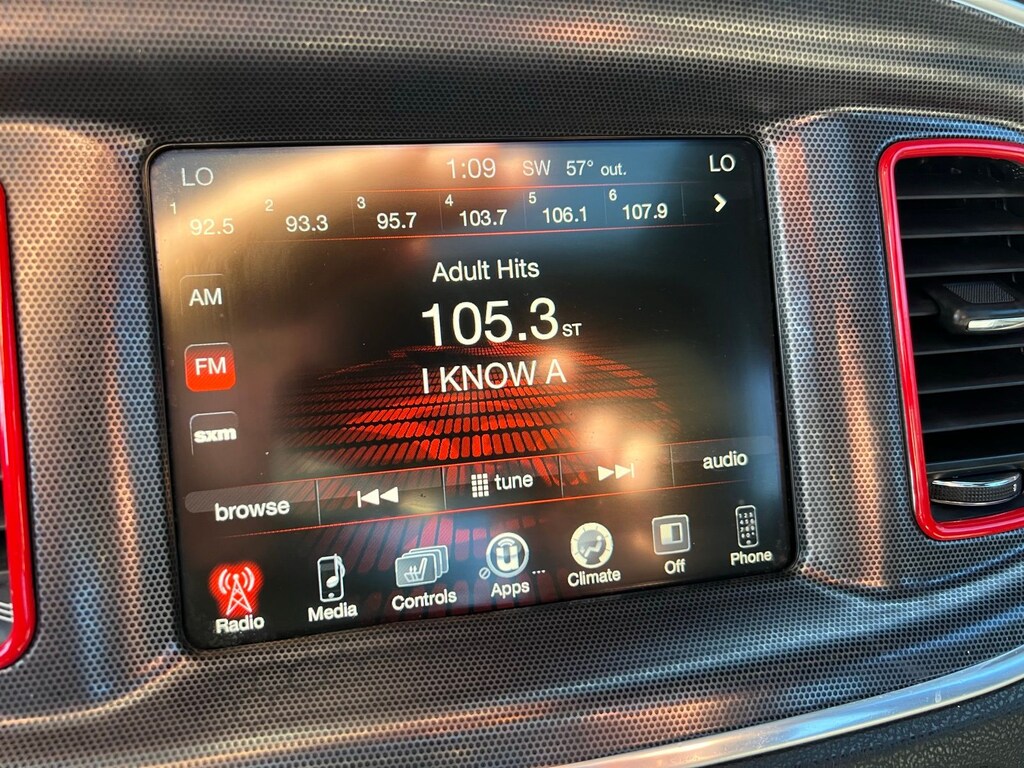 LO 1:09 SW 57° out. LO
1 92.5 2 93.3 3 95.7 4 103.7 5 106.1 6 107.9
Adult Hits
AM
105.3 ST
FM
I KNOW A
sxm
browse tune audio
Radio Media Controls Apps ... Climate Off Phone